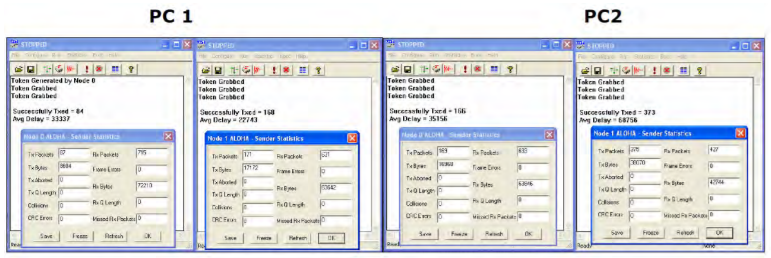 PC 1
PC2
STOPPED
Token Generated by Node 0
Token Grabbed
Token Grabbed
Successfully Txed = 84
Avg Delay = 33337
Node 0 ALOHA - Sender Statistics
Tx Packets 87 Rx Packets
Tx Bytes Frame Errors 0
Tx Aborted 0
Rx Bytes 72210
Tx Q Length 0
Rx Q Length 0
Collisions 0
CRC Errors 0 Missed Rx Packets 0
Save Freeze Refresh OK
STOPPED
Token Grabbed
Token Grabbed
Token Grabbed
Successfully Txed = 168
Avg Delay = 22743
Node 1 ALOHA - Sender Statistics
Tx Packets 171 Rx Packets 631
Tx Bytes 17172 Frame Errors 0
Tx Aborted 0
Rx Bytes
Tx Q Length 0
Rx Q Length 0
Collisions 0
CRC Errors 0 Missed Rx Packets 0
Save Freeze Refresh OK
STOPPED
Token Grabbed
Token Grabbed
Token Grabbed
Successfully Txed = 166
Avg Delay = 35156
Node 0 ALOHA - Sender Statistics
Tx Packets 169 Rx Packets 633
Tx Bytes Frame Errors 0
Tx Aborted 0
Rx Bytes
Tx Q Length 0
Rx Q Length 0
Collisions 0
CRC Errors 0 Missed Rx Packets 0
Save Freeze Refresh OK
STOPPED
Token Grabbed
Token Grabbed
Token Grabbed
Successfully Txed = 373
Avg Delay = 68756
Node 1 ALOHA - Sender Statistics
Tx Packets Rx Packets 427
Tx Bytes Frame Errors 0
Tx Aborted 0
Rx Bytes
Tx Q Length 0
Rx Q Length 0
Collisions 0
CRC Errors 0 Missed Rx Packets 0
Save Freeze Refresh OK
Ready None